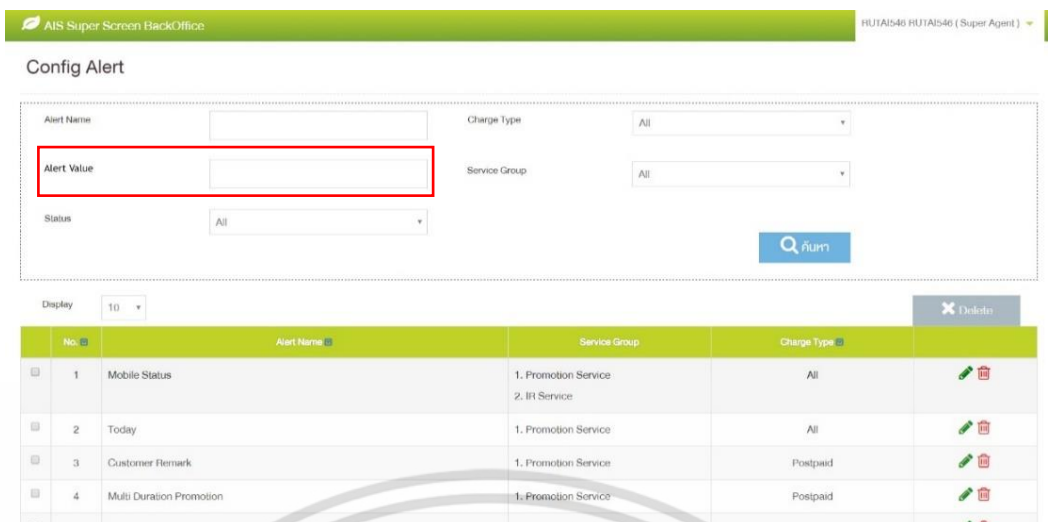 AIS Super Screen BackOffice
RUTAI546 RUTAI546 ( Super Agent )
Config Alert
Alert Name
Charge Type All
Alert Value
Service Group All
Status All
ค้นหา
Display 10
Delete
No. Alert Name Service Group Charge Type
1 Mobile Status 1. Promotion Service All
2. IR Service
2 Today 1. Promotion Service All
3 Customer Remark 1. Promotion Service Postpaid
4 Multi Duration Promotion 1. Promotion Service Postpaid